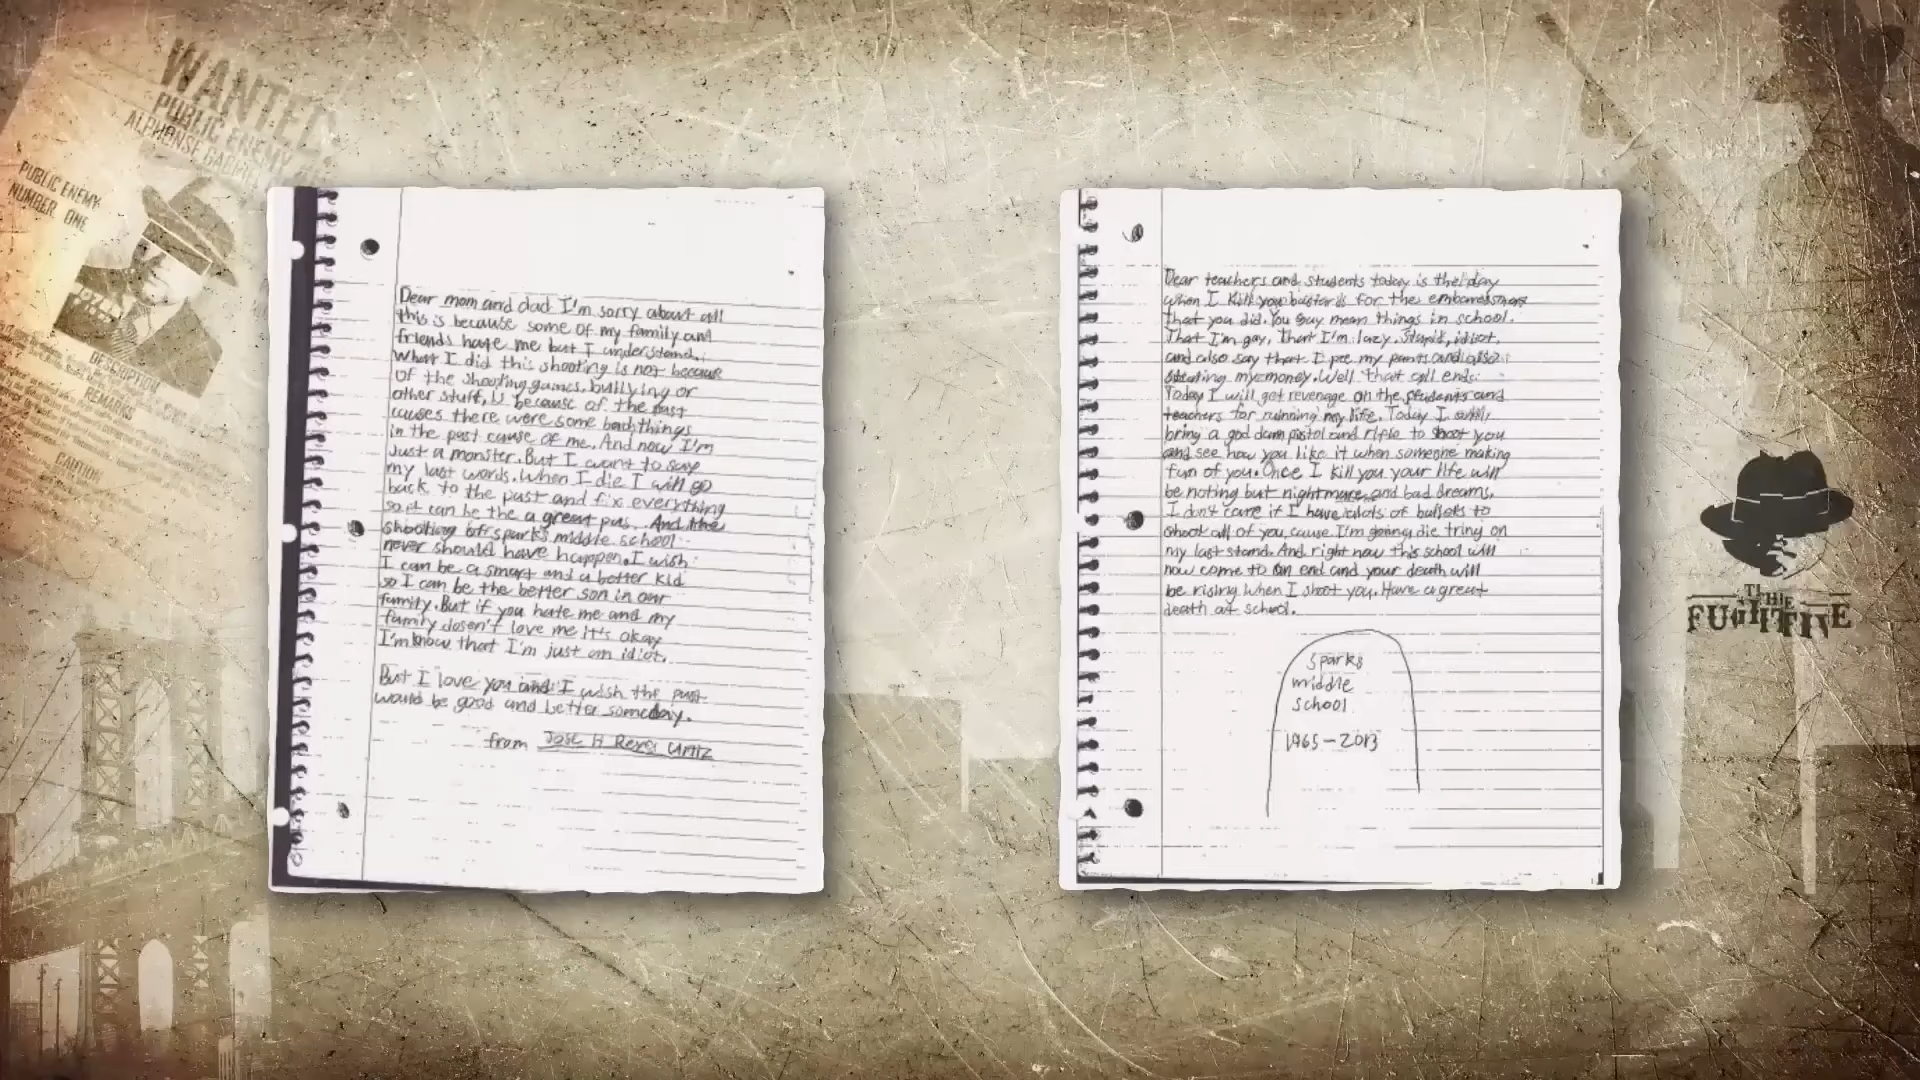 WANTED
PUBLIC ENEMY
PUBLIC ENEMY
NUMBER ONE
DESCRIPTION
REMARKS
CAUTION
Dear mom and dad I'm sorry about all
this is because some of my family and
friends hate me but I understand.
What I did this shooting is not because
of the shooting games, bullying or
other stuff, is because of the past
causes there were some bad things
in the past cause of me. And now I'm
Just a monster. But I want to say
my last words. When I die I will go
back to the past and fix everything
so it can be the a great pus. And the
shooting of sparks middle school
never should have happen. I wish
I can be a smart and a better kid
so I can be the better son in our
family. But if you hate me and my
family dosen't love me it's okay
I'm know that I'm just an idiot.
But I love you and I wish the past
would be good and better someday.
from Jose H Reyes Urtiz
Dear teachers and students today is the day
when I kill you for the
that you did. You say mean things in school.
That I'm gay, That I'm lazy, Stupid, idiot,
and also say that I pee my pants and also
stealing my money. Well that all ends.
Today I will get revenge on the students and
teachers for ruining my life. Today I will
bring a god dam pistol and rifle to shoot you
and see how you like it when someone making
fun of you. Once I kill you your life will
be noting but nightmare and bad dreams.
I don't care if I have alots of bullets to
shoot all of you cause I'm going die tring on
my last stand. And right now this school will
now come to an end and your death will
be rising when I shoot you. Have a great
death at school.
Sparks
middle
school
1965-2013
THE
FUGITIVE